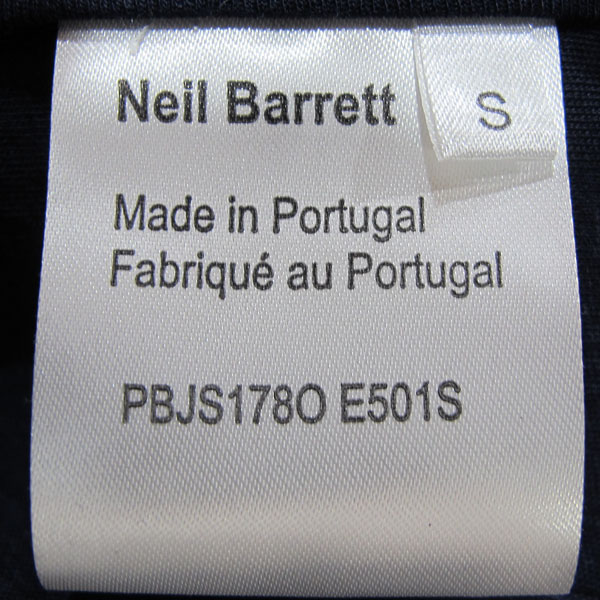 Neil Barrett
S
Made in Portugal
Fabriqué au Portugal
PBJS178O E501S